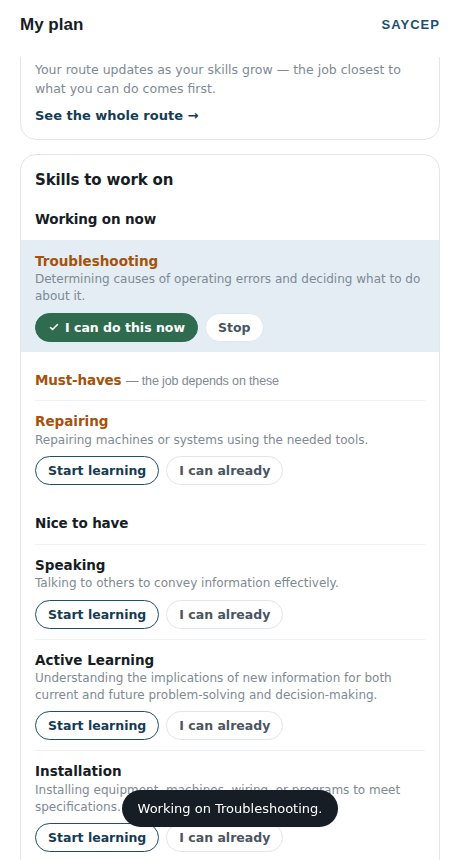 My plan
SAYCEP
Your route updates as your skills grow — the job closest to
what you can do comes first.
See the whole route →
Skills to work on
Working on now
Troubleshooting
Determining causes of operating errors and deciding what to do
about it.
✓ I can do this now
Stop
Must-haves — the job depends on these
Repairing
Repairing machines or systems using the needed tools.
Start learning
I can already
Nice to have
Speaking
Talking to others to convey information effectively.
Start learning
I can already
Active Learning
Understanding the implications of new information for both
current and future problem-solving and decision-making.
Start learning
I can already
Installation
Installing equipment, machines, wiring, or programs to meet
specifications.
Working on Troubleshooting.
Start learning
I can already